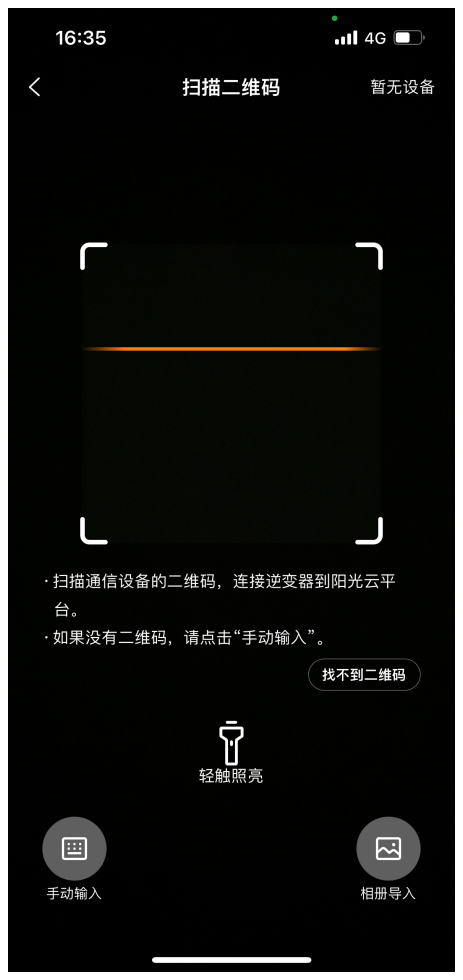 16:35
4G
扫描二维码
暂无设备
· 扫描通信设备的二维码，连接逆变器到阳光云平
台。
· 如果没有二维码，请点击“手动输入”。
找不到二维码
轻触照亮
手动输入
相册导入